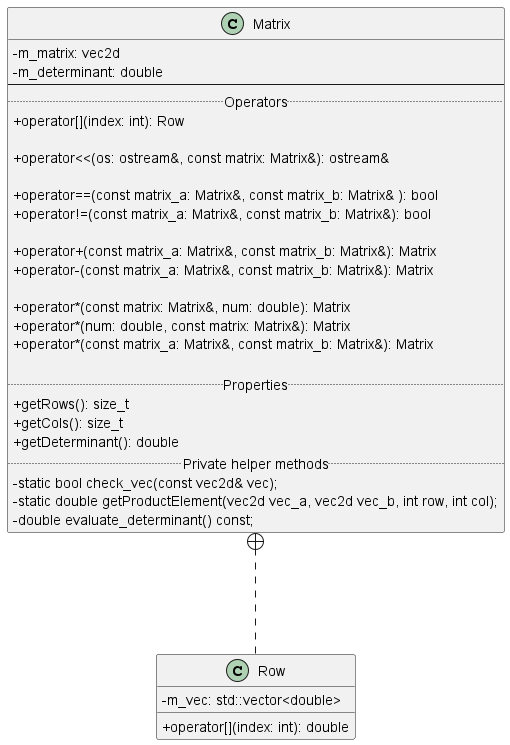 C Matrix
-m_matrix: vec2d
-m_determinant: double
Operators
+operator[](index: int): Row
+operator<<(os: ostream&, const matrix: Matrix&): ostream&
+operator==(const matrix_a: Matrix&, const matrix_b: Matrix& ): bool
+operator!=(const matrix_a: Matrix&, const matrix_b: Matrix&): bool
+operator+(const matrix_a: Matrix&, const matrix_b: Matrix&): Matrix
+operator-(const matrix_a: Matrix&, const matrix_b: Matrix&): Matrix
+operator*(const matrix: Matrix&, num: double): Matrix
+operator*(num: double, const matrix: Matrix&): Matrix
+operator*(const matrix_a: Matrix&, const matrix_b: Matrix&): Matrix
Properties
+getRows(): size_t
+getCols(): size_t
+getDeterminant(): double
Private helper methods
-static bool check_vec(const vec2d& vec);
-static double getProductElement(vec2d vec_a, vec2d vec_b, int row, int col);
-double evaluate_determinant() const;
C Row
-m_vec: std::vector<double>
+operator[](index: int): double